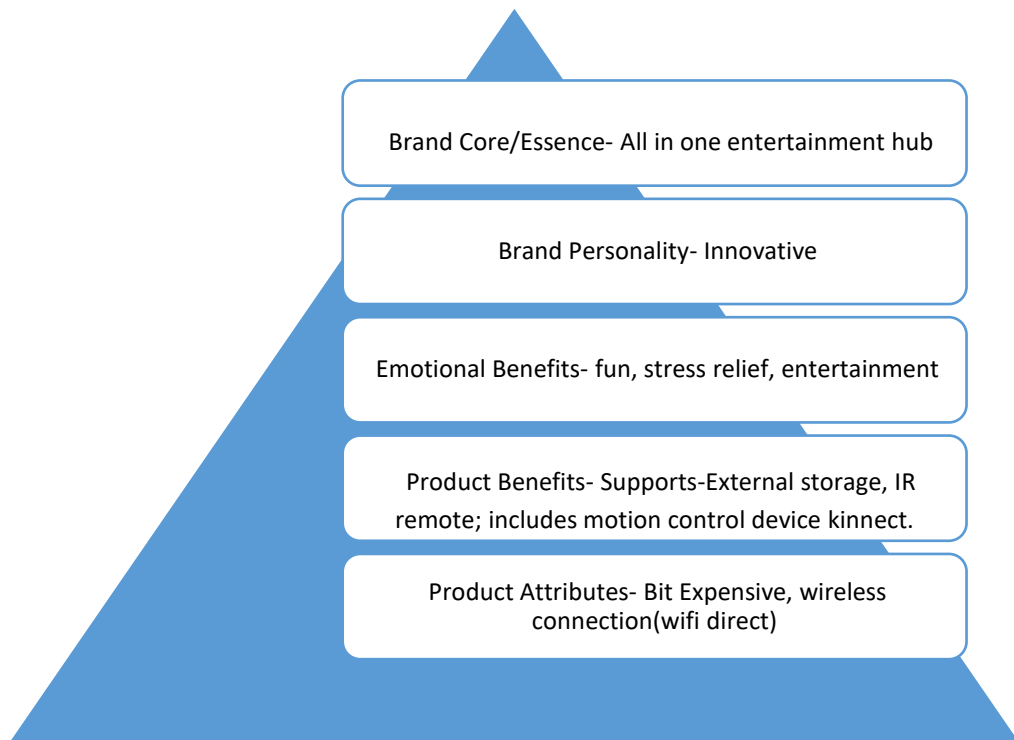 Brand Core/Essence- All in one entertainment hub
Brand Personality- Innovative
Emotional Benefits- fun, stress relief, entertainment
Product Benefits- Supports-External storage, IR
remote; includes motion control device kinnect.
Product Attributes- Bit Expensive, wireless
connection(wifi direct)